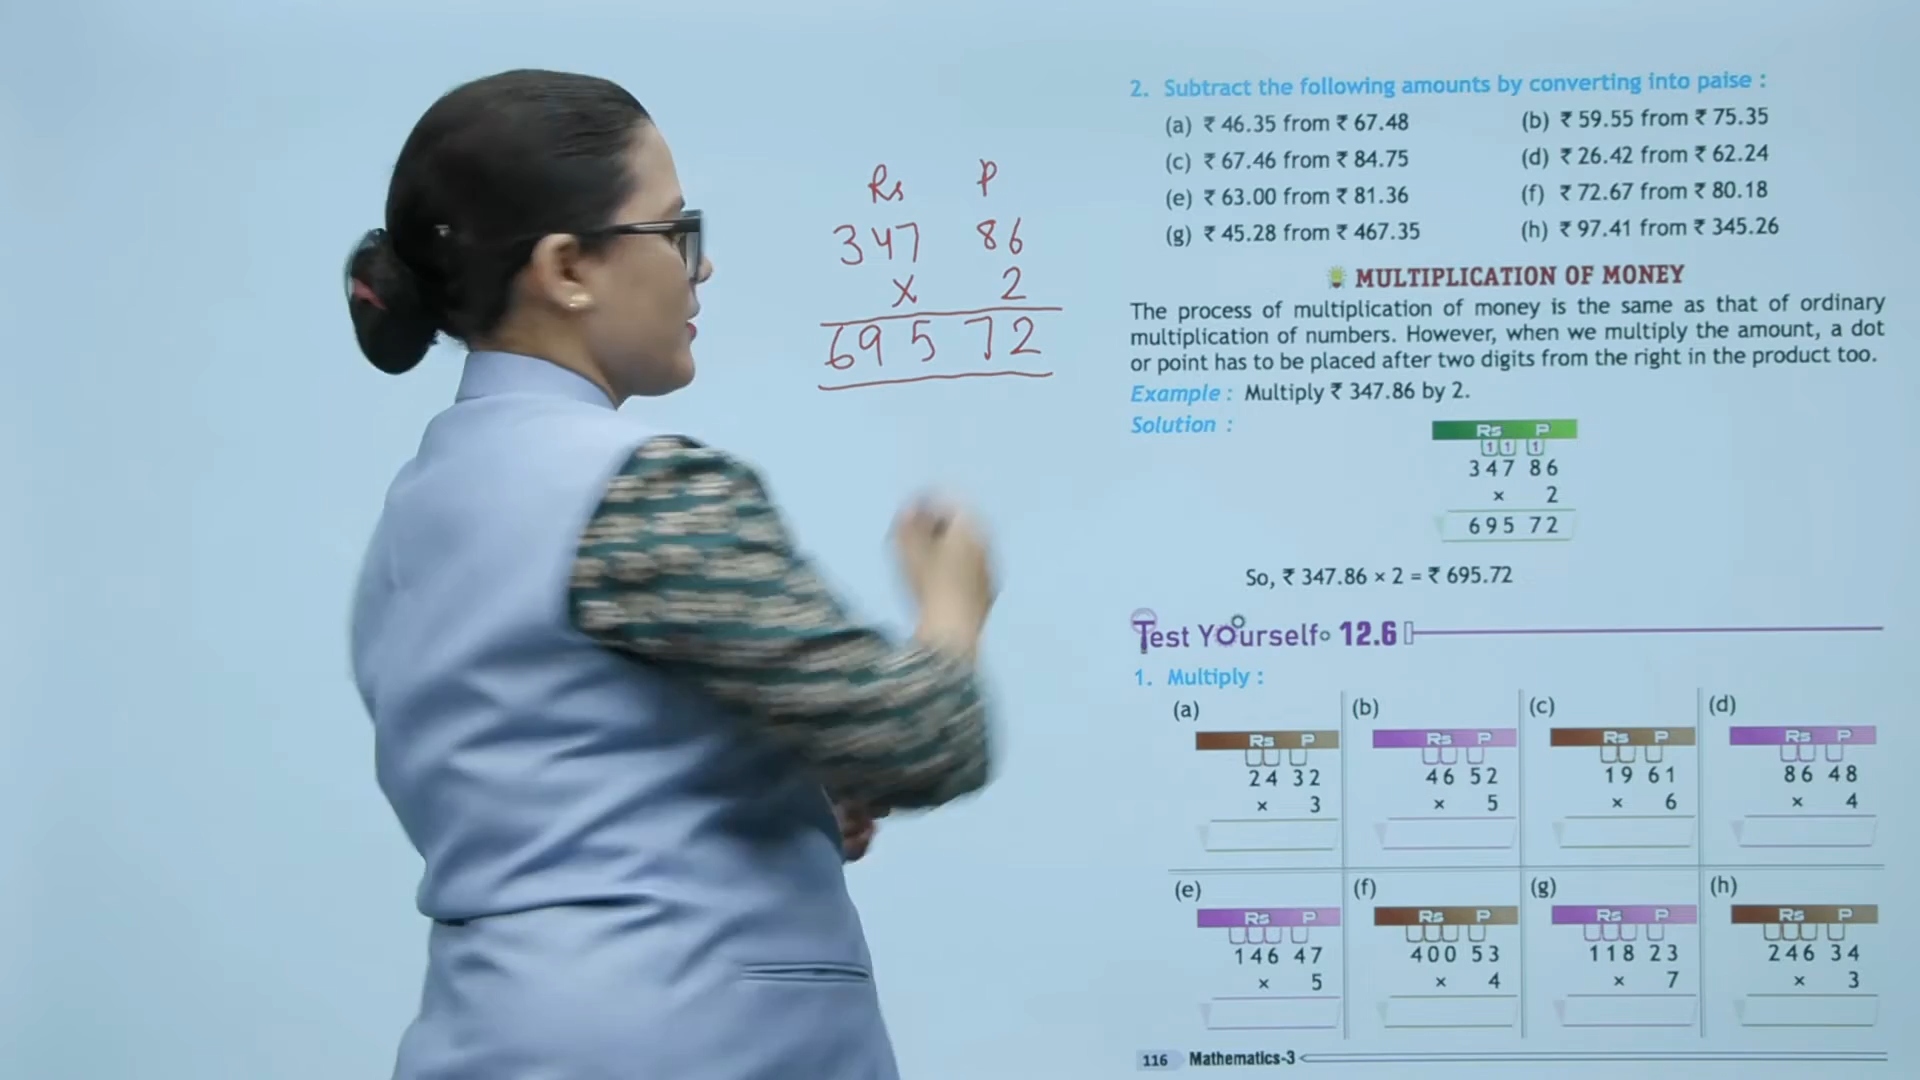 Rs P
347 86
x 2
695 72
2. Subtract the following amounts by converting into paise :
(a) ₹ 46.35 from ₹ 67.48 (b) ₹ 59.55 from ₹ 75.35
(c) ₹ 67.46 from ₹ 84.75 (d) ₹ 26.42 from ₹ 62.24
(e) ₹ 63.00 from ₹ 81.36 (f) ₹ 72.67 from ₹ 80.18
(g) ₹ 45.28 from ₹ 467.35 (h) ₹ 97.41 from ₹ 345.26
MULTIPLICATION OF MONEY
The process of multiplication of money is the same as that of ordinary
multiplication of numbers. However, when we multiply the amount, a dot
or point has to be placed after two digits from the right in the product too.
Example : Multiply ₹ 347.86 by 2.
Solution :
Rs P
1 1 1
347 86
× 2
695 72
So, ₹ 347.86 × 2 = ₹ 695.72
Test Yourself 12.6
1. Multiply :
(a) (b) (c) (d)
Rs P Rs P Rs P Rs P
24 32 46 52 19 61 86 48
× 3 × 5 × 6 × 4
(e) (f) (g) (h)
Rs P Rs P Rs P Rs P
146 47 400 53 118 23 246 34
× 5 × 4 × 7 × 3
116 Mathematics-3